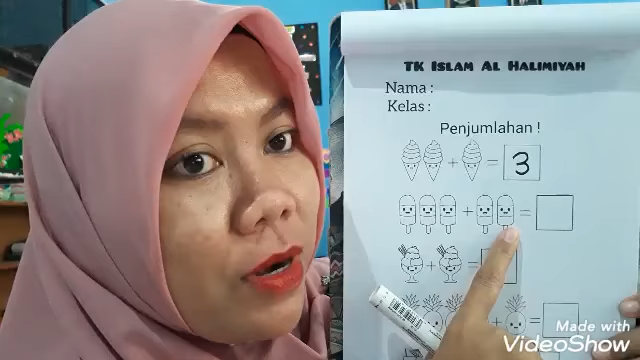 TK ISLAM AL HALIMIYAH
Nama :
Kelas :
Penjumlahan !
+ = 3
+ =
+ =
+ =
Made with
VideoShow